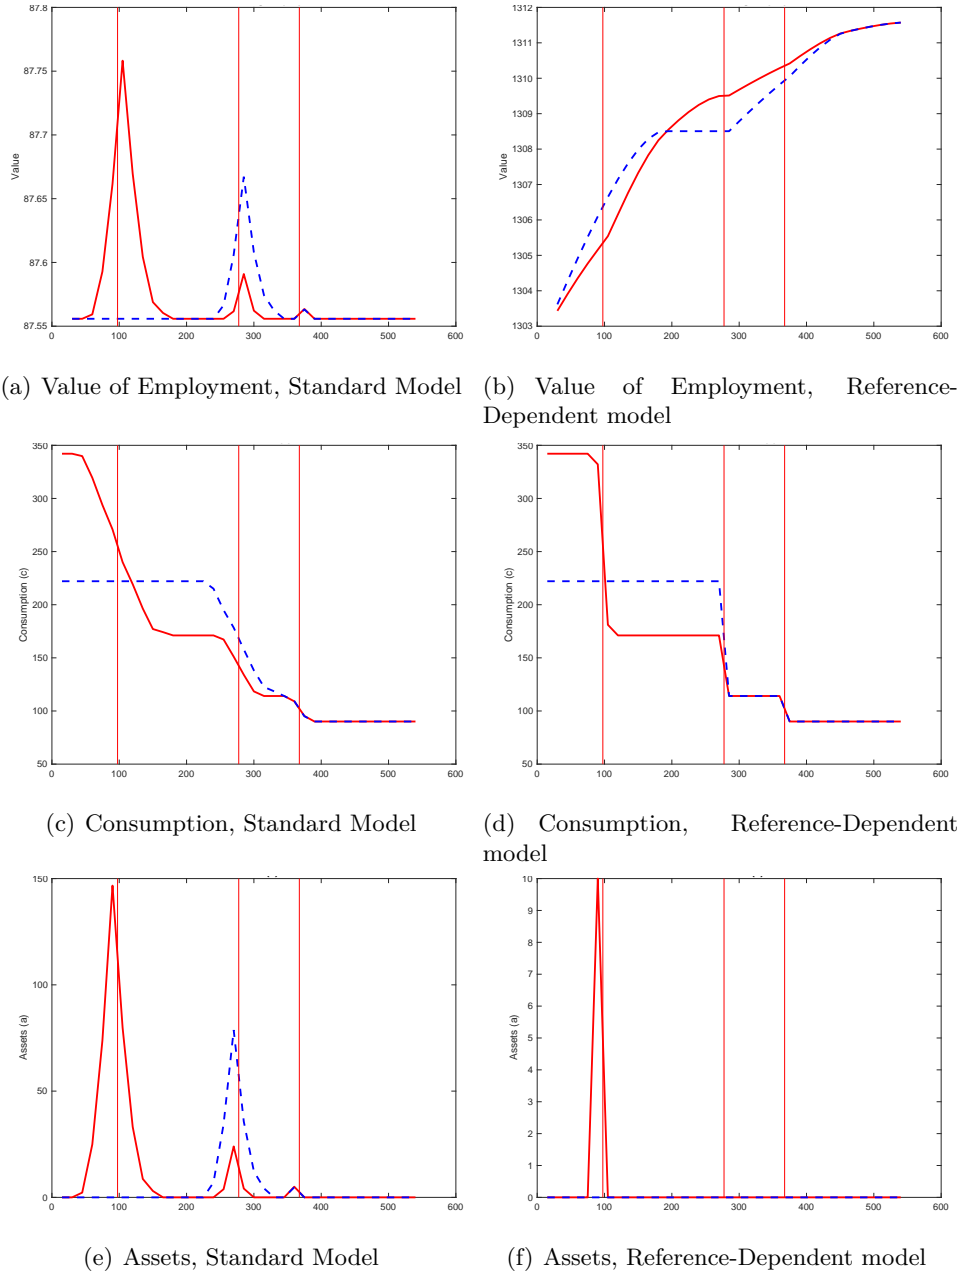 87.8
87.75
87.7
87.65
87.6
87.55
Value
0 100 200 300 400 500 600
1312
1311
1310
1309
1308
1307
1306
1305
1304
1303
Value
0 100 200 300 400 500 600
(a) Value of Employment, Standard Model
(b) Value of Employment, Reference-
Dependent model
350
300
250
200
150
100
50
Consumption (c)
0 100 200 300 400 500 600
350
300
250
200
150
100
50
Consumption (c)
0 100 200 300 400 500 600
(c) Consumption, Standard Model
(d) Consumption, Reference-Dependent
model
150
100
50
0
Assets (a)
0 100 200 300 400 500 600
10
9
8
7
6
5
4
3
2
1
0
Assets (a)
0 100 200 300 400 500 600
(e) Assets, Standard Model
(f) Assets, Reference-Dependent model